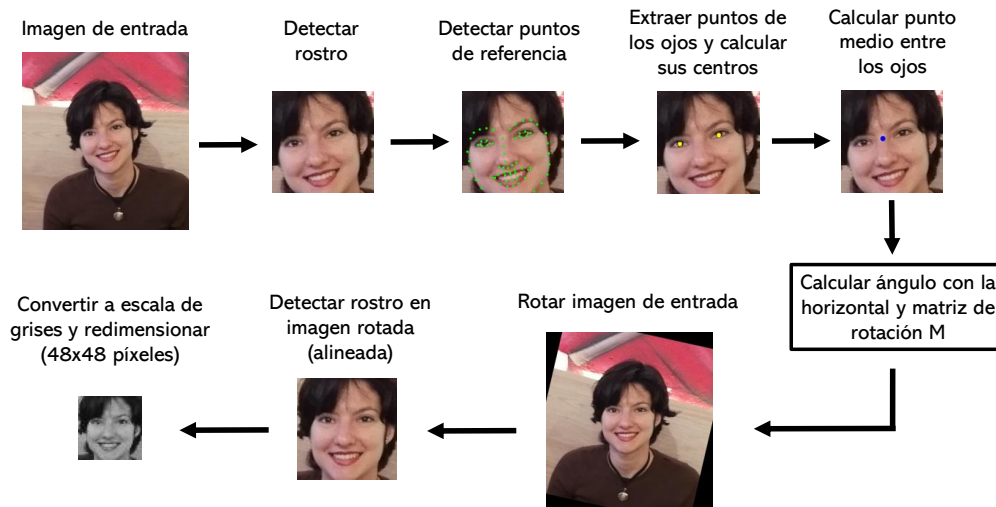 Imagen de entrada
Detectar
rostro
Detectar puntos
de referencia
Extraer puntos de
los ojos y calcular
sus centros
Calcular punto
medio entre
los ojos
Calcular ángulo con la
horizontal y matriz de
rotación M
Rotar imagen de entrada
Detectar rostro en
imagen rotada
(alineada)
Convertir a escala de
grises y redimensionar
(48x48 píxeles)